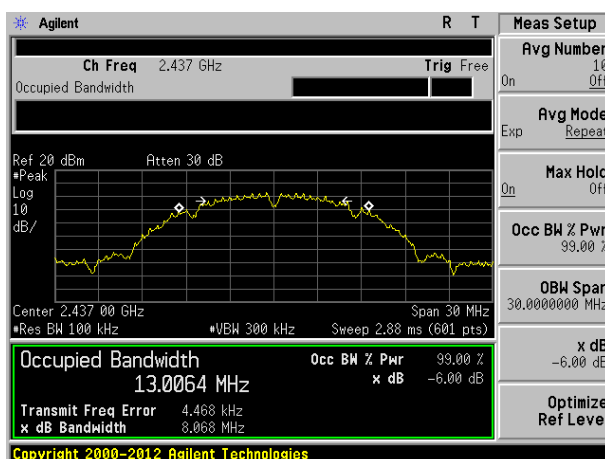 Agilent R T Meas Setup
Ch Freq 2.437 GHz Trig Free
Occupied Bandwidth
Ref 20 dBm Atten 30 dB
#Peak
Log
10
dB/
Center 2.437 00 GHz Span 30 MHz
#Res BW 100 kHz #VBW 300 kHz Sweep 2.88 ms (601 pts)
Occupied Bandwidth Occ BW % Pwr 99.00 %
13.0064 MHz x dB -6.00 dB
Transmit Freq Error 4.468 kHz
x dB Bandwidth 8.068 MHz
Copyright 2000-2012 Agilent Technologies
Avg Number
10
On Off
Avg Mode
Exp Repeat
Max Hold
On Off
Occ BW % Pwr
99.00 %
OBW Span
30.0000000 MHz
x dB
-6.00 dB
Optimize
Ref Level